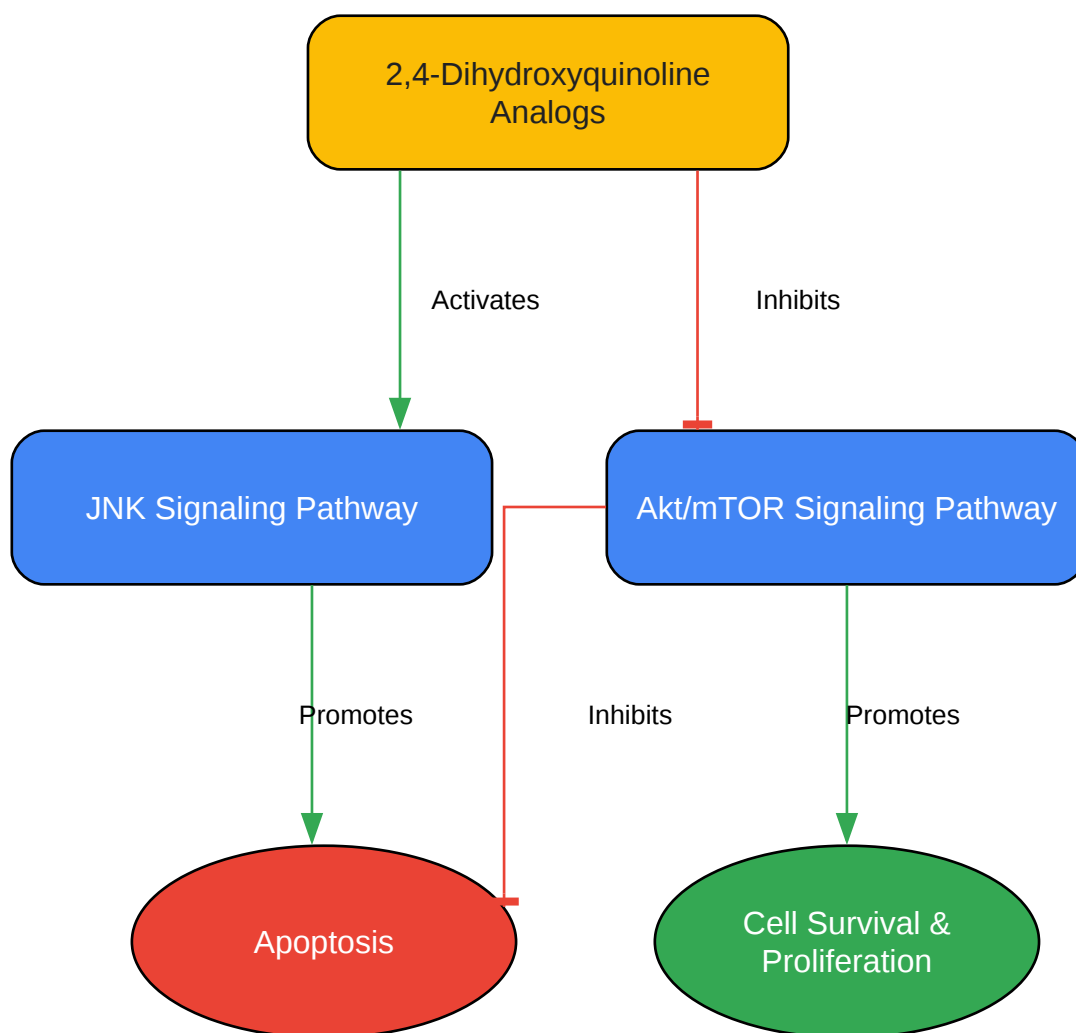 2,4-Dihydroxyquinoline
Analogs
Activates
Inhibits
JNK Signaling Pathway
Akt/mTOR Signaling Pathway
Promotes
Inhibits
Promotes
Apoptosis
Cell Survival &
Proliferation